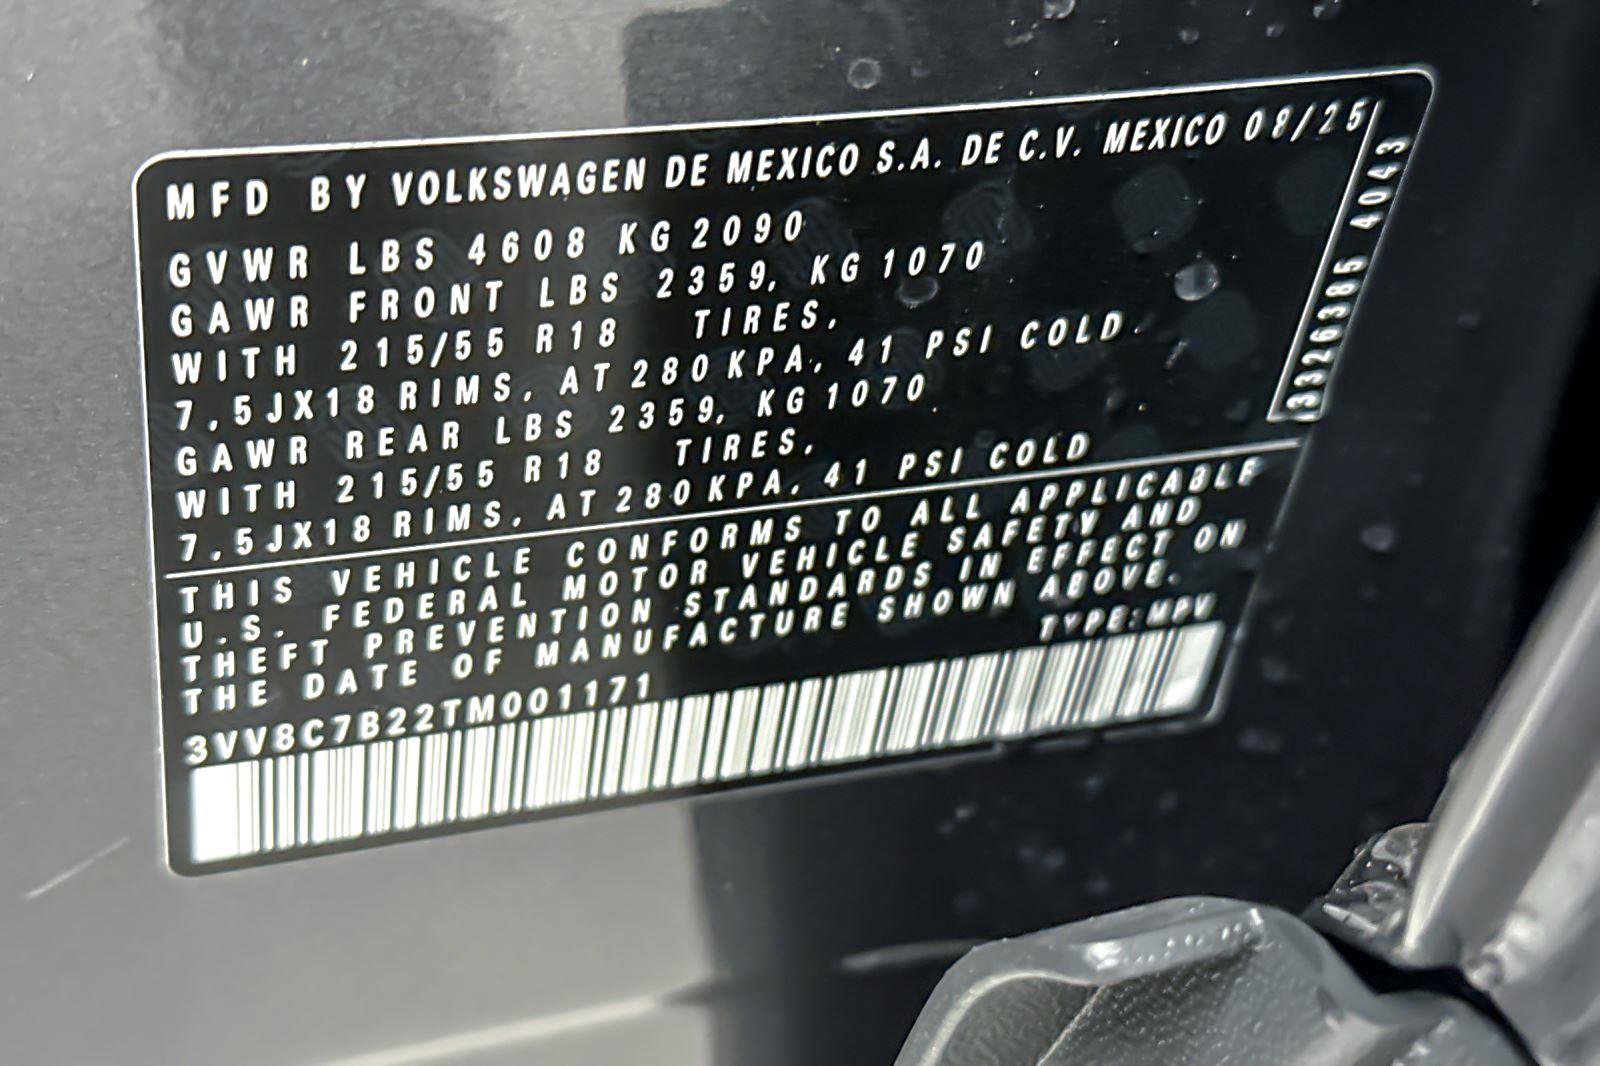 MFD BY VOLKSWAGEN DE MEXICO S.A. DE C.V. MEXICO 08/25
GVWR LBS 4608 KG 2090
GAWR FRONT LBS 2359, KG 1070
WITH 215/55 R18 TIRES,
7,5JX18 RIMS, AT 280 KPA, 41 PSI COLD.
GAWR REAR LBS 2359, KG 1070
WITH 215/55 R18 TIRES,
7,5JX18 RIMS, AT 280 KPA, 41 PSI COLD
THIS VEHICLE CONFORMS TO ALL APPLICABLE
U.S. FEDERAL MOTOR VEHICLE SAFETY AND
THEFT PREVENTION STANDARDS IN EFFECT ON
THE DATE OF MANUFACTURE SHOWN ABOVE.
TYPE:MPV
3VV8C7B22TM001171